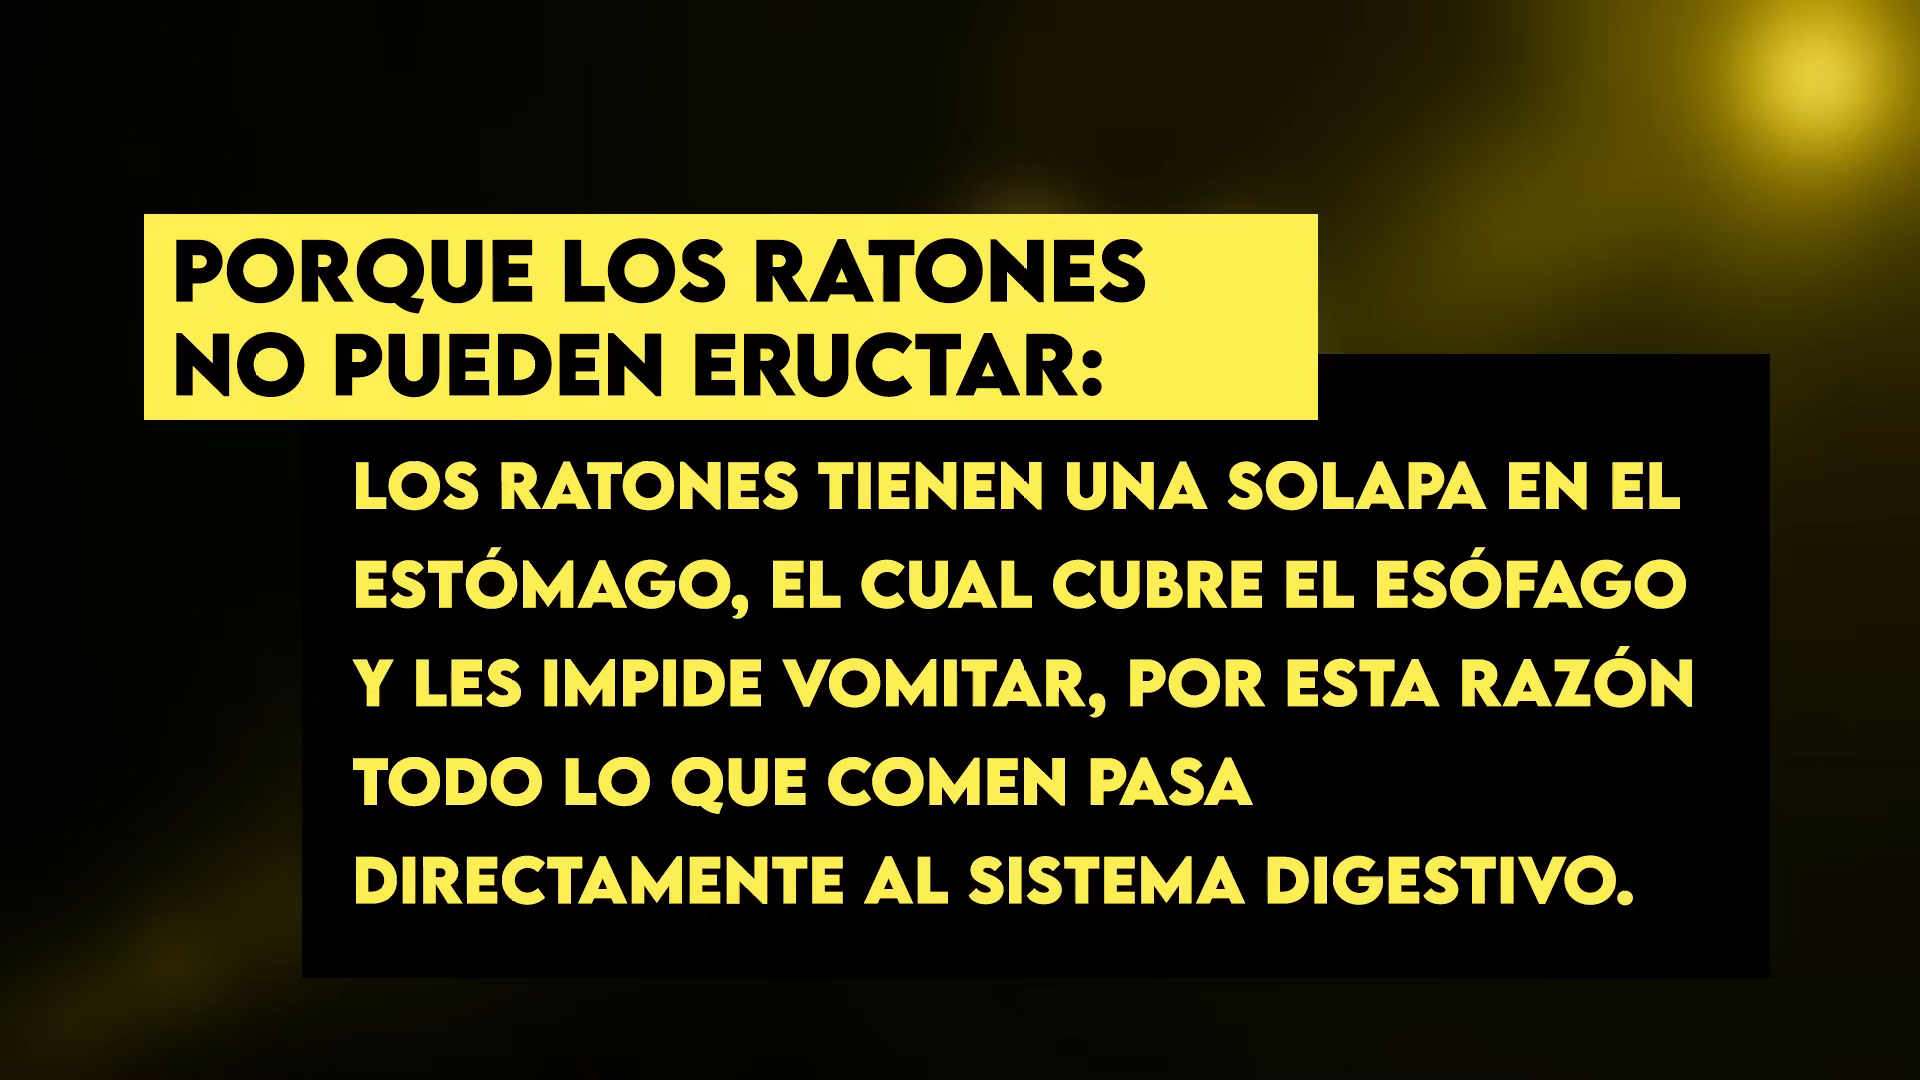 PORQUE LOS RATONES
NO PUEDEN ERUCTAR:
LOS RATONES TIENEN UNA SOLAPA EN EL
ESTÓMAGO, EL CUAL CUBRE EL ESÓFAGO
Y LES IMPIDE VOMITAR, POR ESTA RAZÓN
TODO LO QUE COMEN PASA
DIRECTAMENTE AL SISTEMA DIGESTIVO.